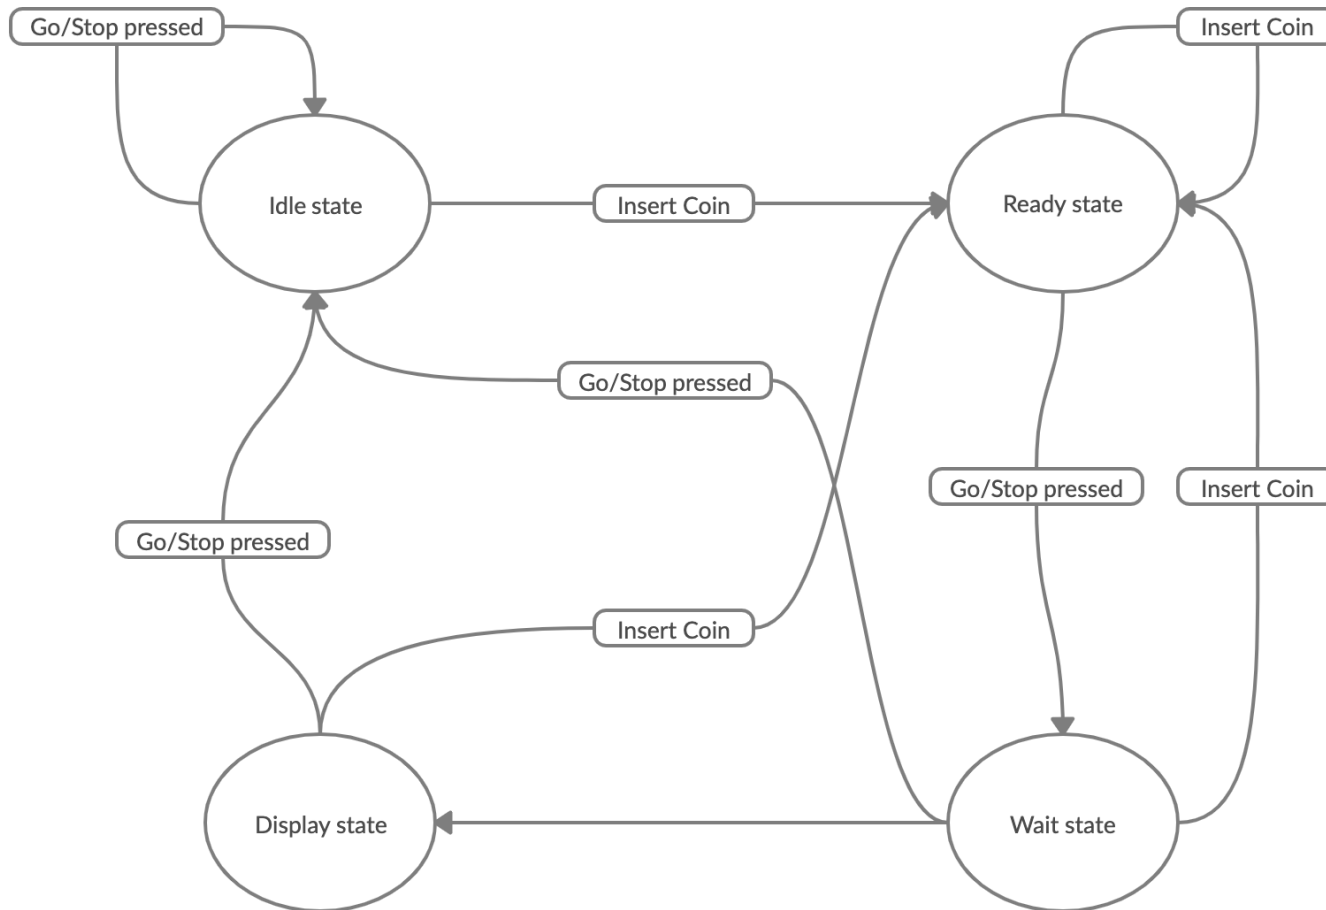 Go/Stop pressed
Insert Coin
Idle state
Insert Coin
Ready state
Go/Stop pressed
Go/Stop pressed
Insert Coin
Go/Stop pressed
Insert Coin
Display state
Wait state